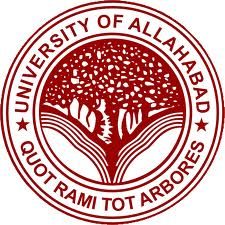 UNIVERSITY OF ALLAHABAD
QUOT RAMI TOT ARBORES